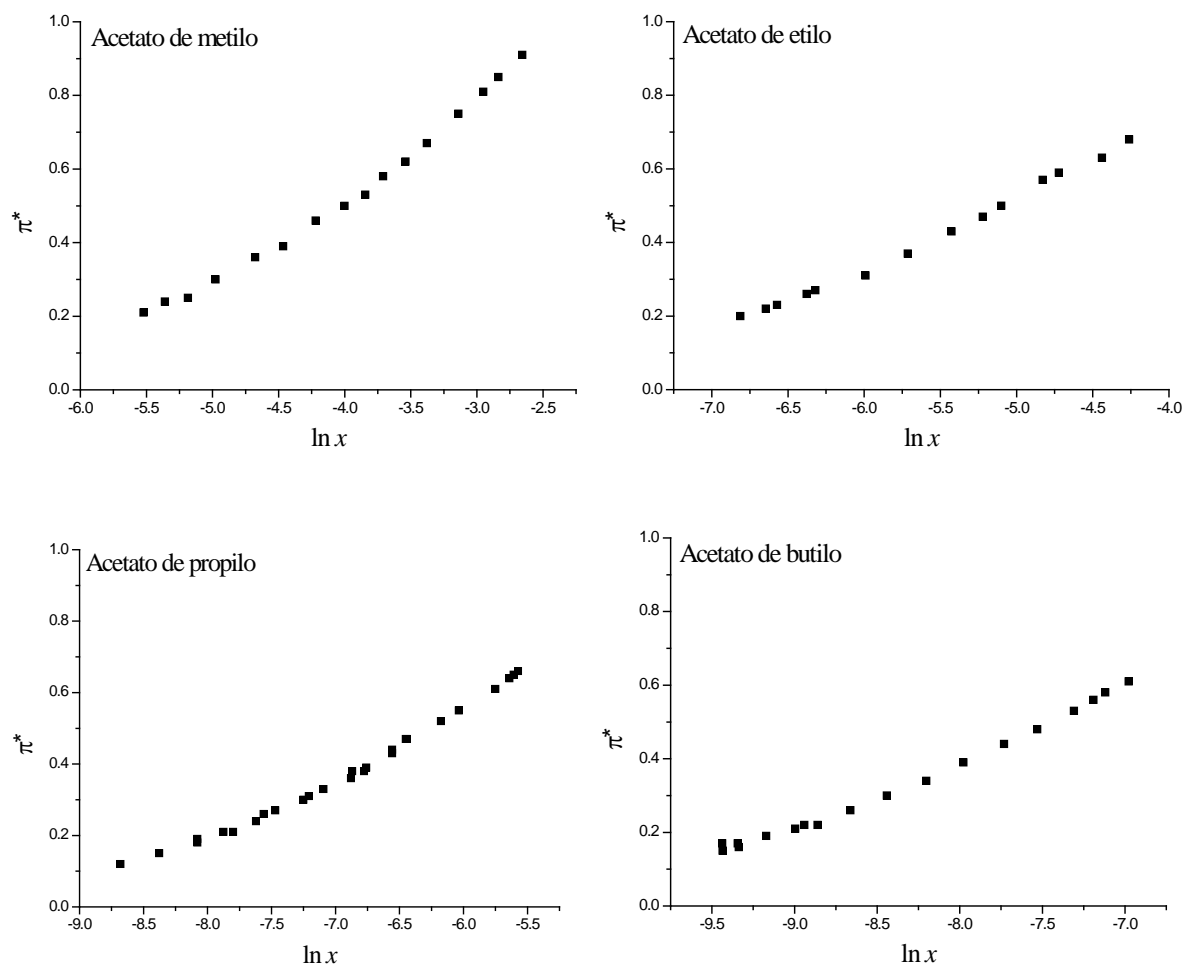 Acetato de metilo
1.0
0.8
0.6
0.4
0.2
0.0
π*
-6.0 -5.5 -5.0 -4.5 -4.0 -3.5 -3.0 -2.5
ln x
Acetato de etilo
1.0
0.8
0.6
0.4
0.2
0.0
π*
-7.0 -6.5 -6.0 -5.5 -5.0 -4.5 -4.0
ln x
Acetato de propilo
1.0
0.8
0.6
0.4
0.2
0.0
π*
-9.0 -8.5 -8.0 -7.5 -7.0 -6.5 -6.0 -5.5
ln x
Acetato de butilo
1.0
0.8
0.6
0.4
0.2
0.0
π*
-9.5 -9.0 -8.5 -8.0 -7.5 -7.0
ln x